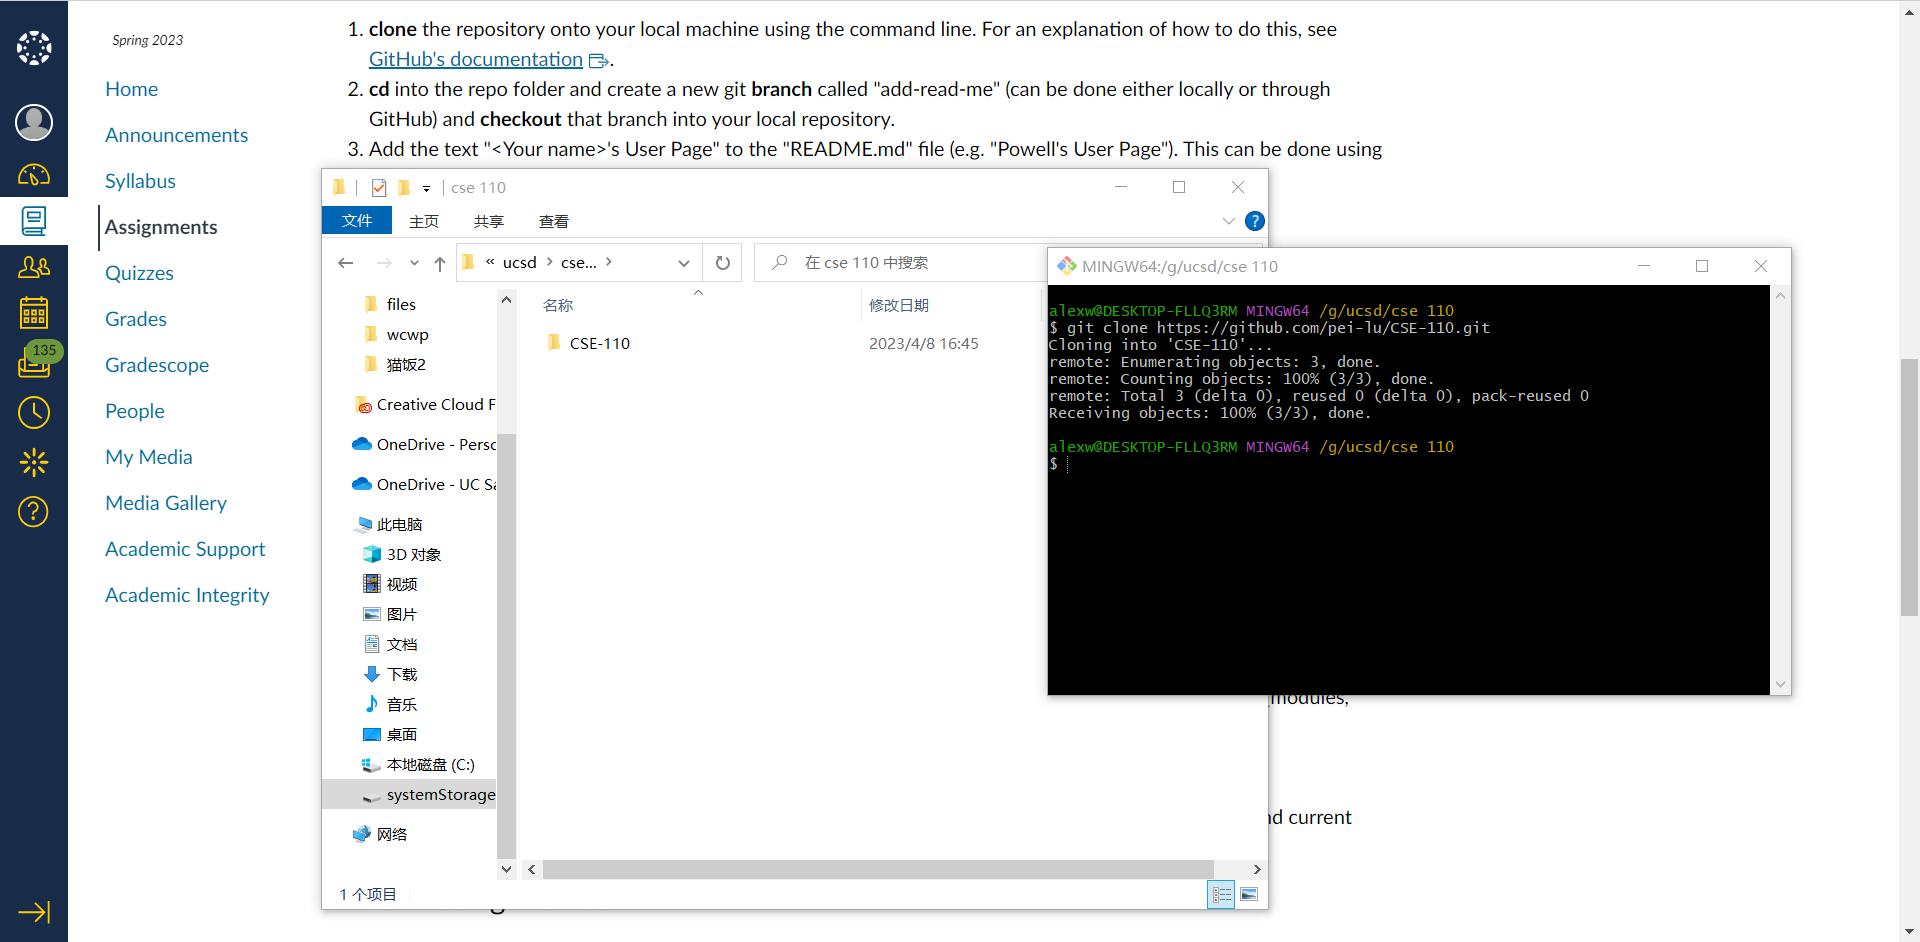 Spring 2023
Home
Announcements
Syllabus
Assignments
Quizzes
Grades
Gradescope
People
My Media
Media Gallery
Academic Support
Academic Integrity
135
1. clone the repository onto your local machine using the command line. For an explanation of how to do this, see
GitHub's documentation.
2. cd into the repo folder and create a new git branch called "add-read-me" (can be done either locally or through
GitHub) and checkout that branch into your local repository.
3. Add the text "<Your name>'s User Page" to the "README.md" file (e.g. "Powell's User Page"). This can be done using
cse 110
文件 主页 共享 查看
?
« ucsd > cse... >
在 cse 110 中搜索
files
wcwp
猫饭2
Creative Cloud F
OneDrive - Perso
OneDrive - UC Sa
此电脑
3D 对象
视频
图片
文档
下载
音乐
桌面
本地磁盘 (C:)
systemStorage
网络
名称 修改日期
CSE-110 2023/4/8 16:45
1 个项目
MINGW64:/g/ucsd/cse 110
alexw@DESKTOP-FLLQ3RM MINGW64 /g/ucsd/cse 110
$ git clone https://github.com/pei-lu/CSE-110.git
Cloning into 'CSE-110'...
remote: Enumerating objects: 3, done.
remote: Counting objects: 100% (3/3), done.
remote: Total 3 (delta 0), reused 0 (delta 0), pack-reused 0
Receiving objects: 100% (3/3), done.
alexw@DESKTOP-FLLQ3RM MINGW64 /g/ucsd/cse 110
$
modules,
nd current